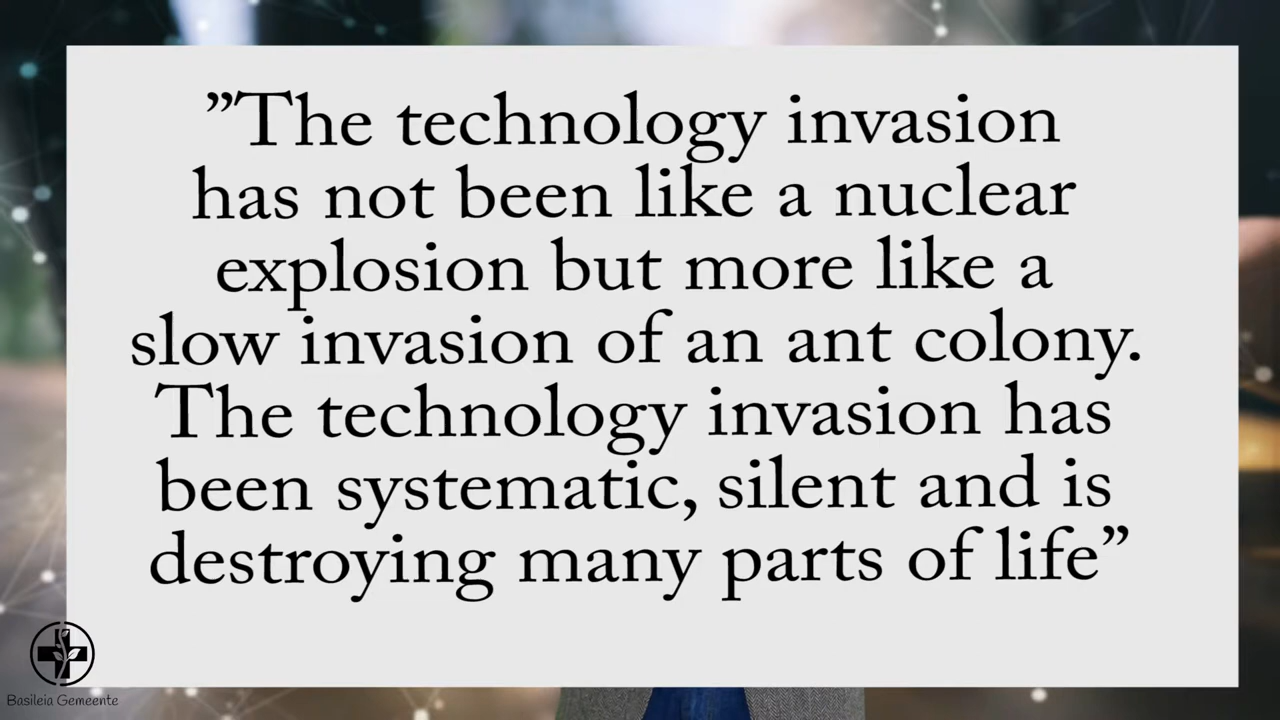 ”The technology invasion
has not been like a nuclear
explosion but more like a
slow invasion of an ant colony.
The technology invasion has
been systematic, silent and is
destroying many parts of life”
Basileia Gemeente